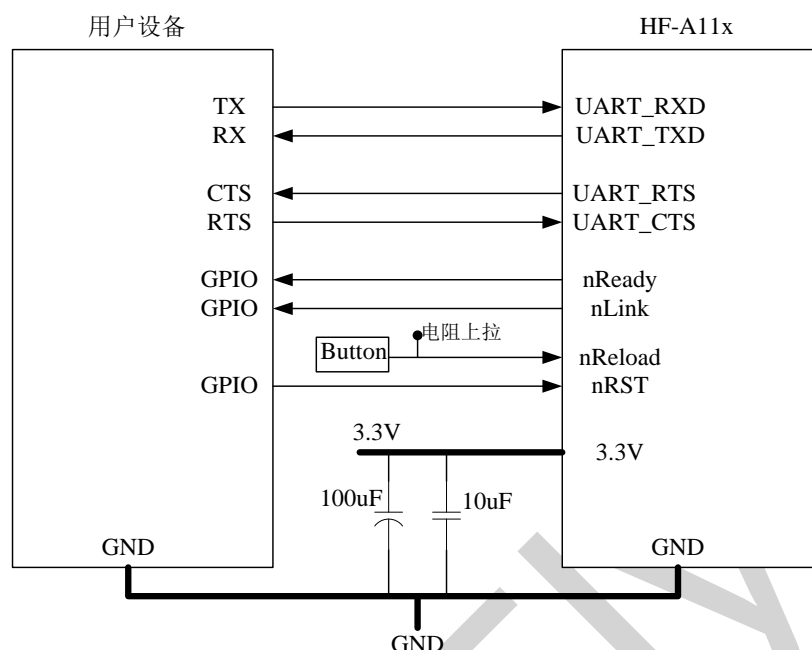 用户设备
HF-A11x
TX
UART_RXD
RX
UART_TXD
CTS
UART_RTS
RTS
UART_CTS
GPIO
nReady
GPIO
nLink
电阻上拉
Button
nReload
GPIO
nRST
3.3V
3.3V
100uF
10uF
GND
GND
GND